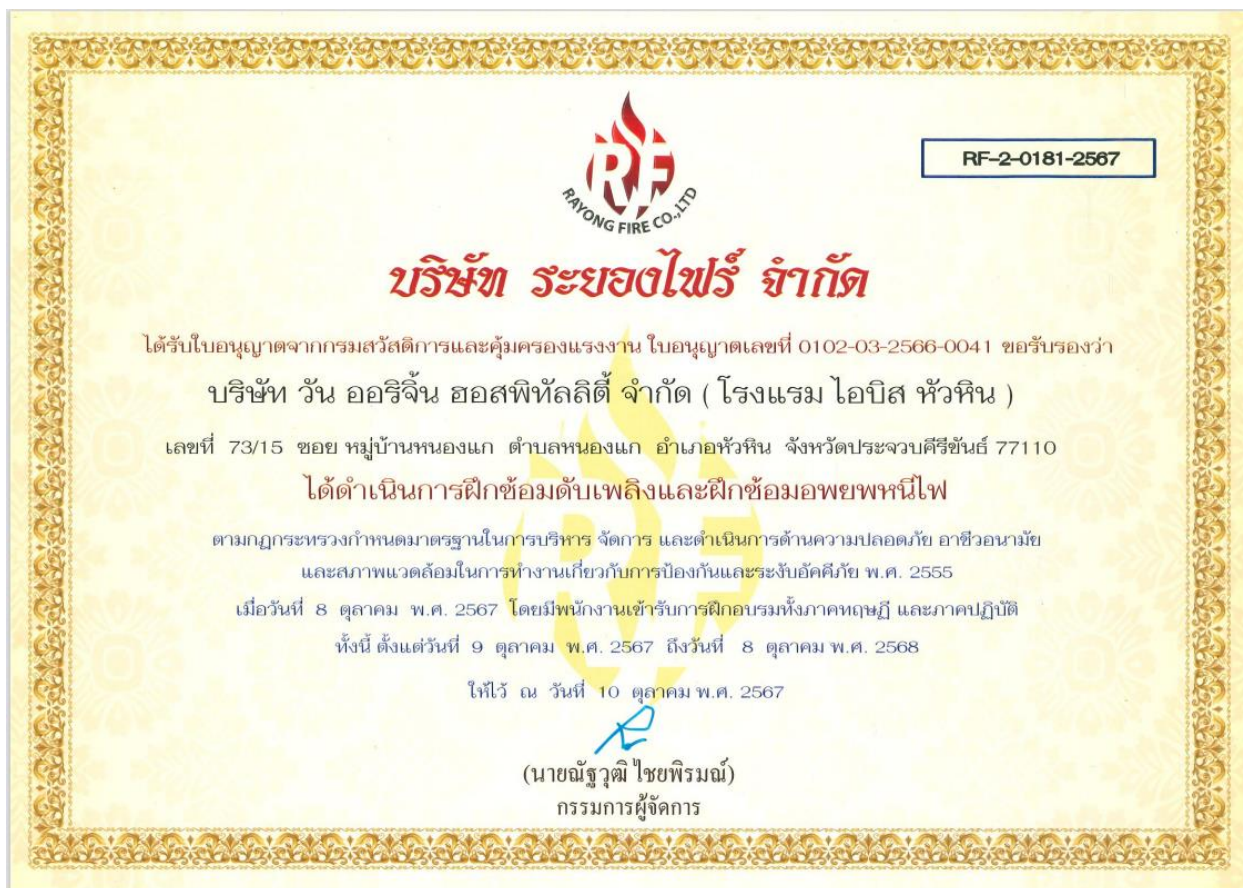 RF-2-0181-2567
RF
RAYONG FIRE CO.,LTD
บริษัท ระยองไฟร์ จำกัด
ได้รับใบอนุญาตจากกรมสวัสดิการและคุ้มครองแรงงาน ใบอนุญาตเลขที่ 0102-03-2566-0041 ขอรับรองว่า
บริษัท วัน ออริจิ้น ฮอสพิทัลลิตี้ จำกัด ( โรงแรม ไอบิส หัวหิน )
เลขที่ 73/15 ซอย หมู่บ้านหนองแก ตำบลหนองแก อำเภอหัวหิน จังหวัดประจวบคีรีขันธ์ 77110
ได้ดำเนินการฝึกซ้อมดับเพลิงและฝึกซ้อมอพยพหนีไฟ
ตามกฎกระทรวงกำหนดมาตรฐานในการบริหาร จัดการ และดำเนินการด้านความปลอดภัย อาชีวอนามัย
และสภาพแวดล้อมในการทำงานเกี่ยวกับการป้องกันและระงับอัคคีภัย พ.ศ. 2555
เมื่อวันที่ 8 ตุลาคม พ.ศ. 2567 โดยมีพนักงานเข้ารับการฝึกอบรมทั้งภาคทฤษฎี และภาคปฏิบัติ
ทั้งนี้ ตั้งแต่วันที่ 9 ตุลาคม พ.ศ. 2567 ถึงวันที่ 8 ตุลาคม พ.ศ. 2568
ให้ไว้ ณ วันที่ 10 ตุลาคม พ.ศ. 2567
(นายณัฐวุฒิ ไชยพิรมณ์)
กรรมการผู้จัดการ